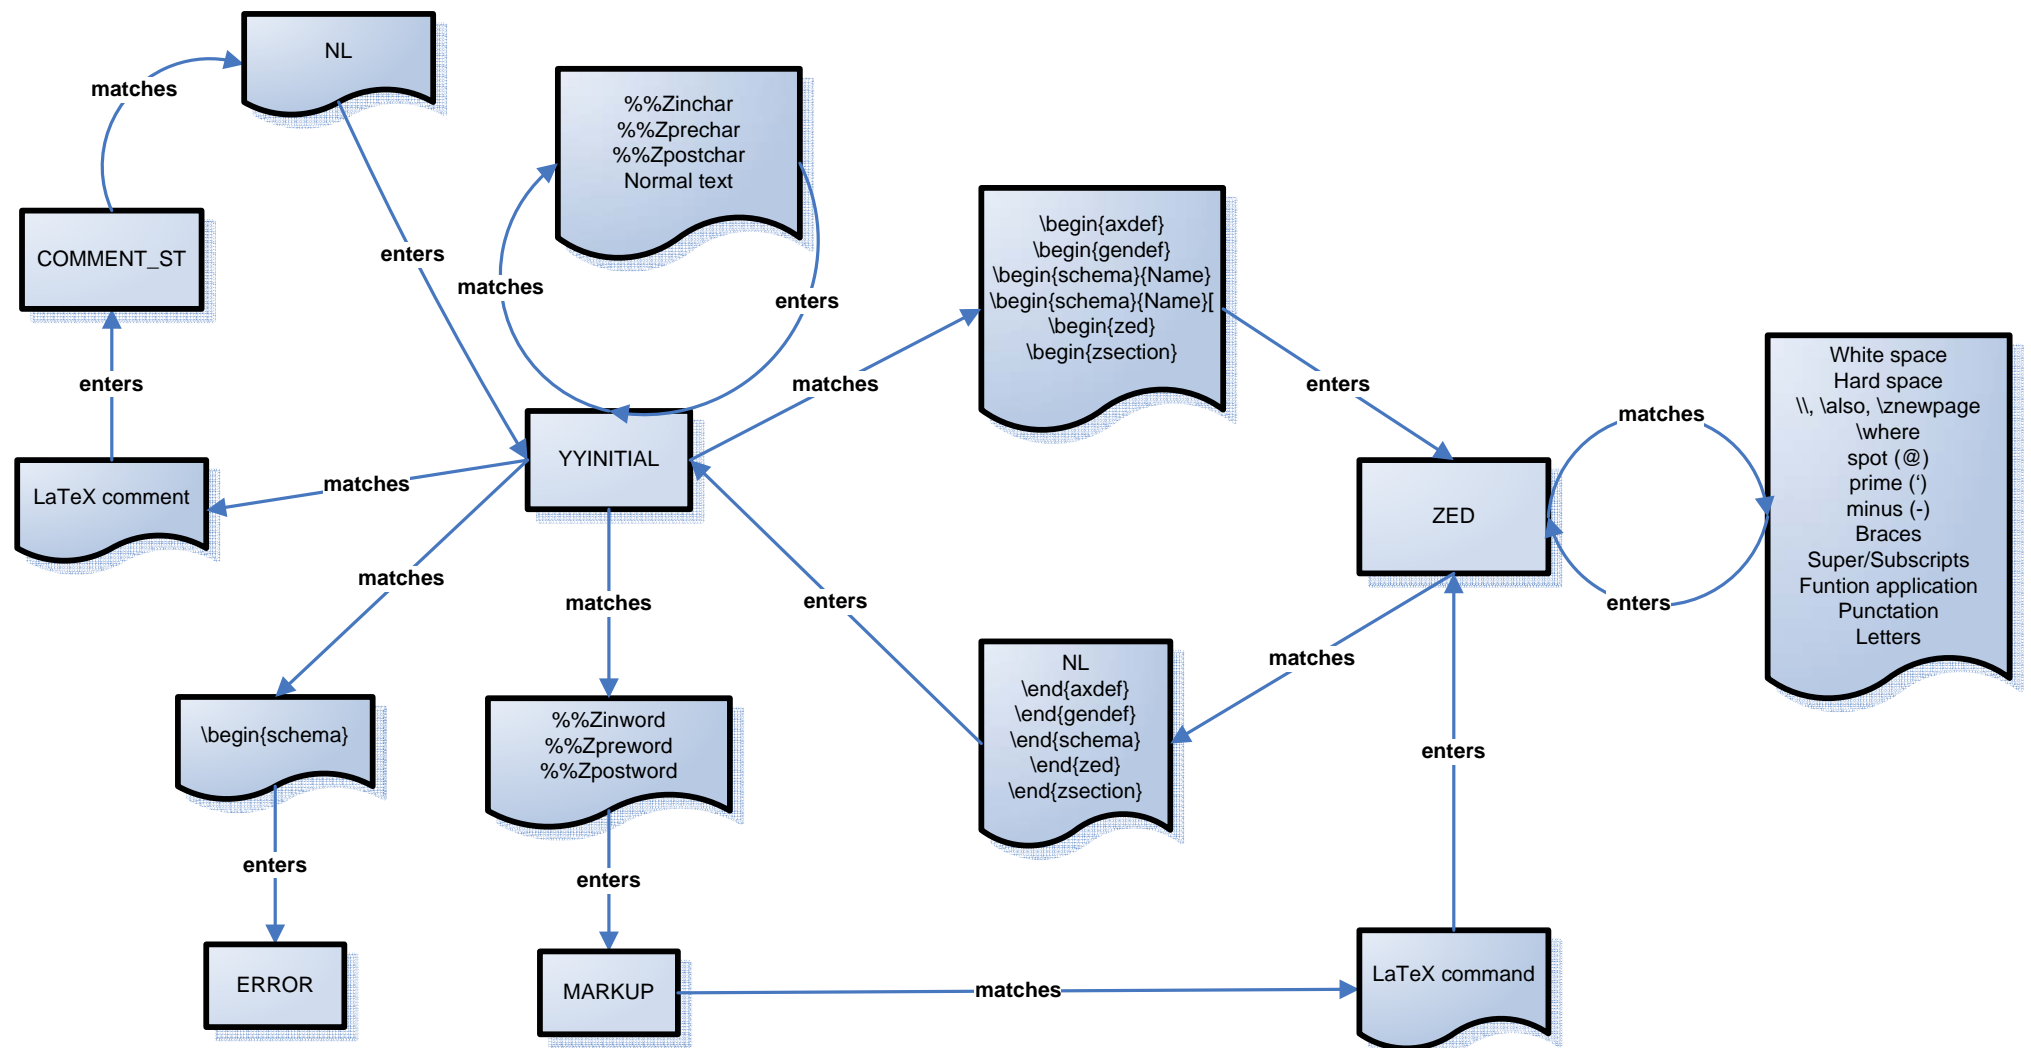 NL
matches
%%Zinchar
%%Zprechar
%%Zpostchar
Normal text
COMMENT_ST
enters
matches
enters
\begin{axdef}
\begin{gendef}
\begin{schema}{Name}
\begin{schema}{Name}[
\begin{zed}
\begin{zsection}
enters
matches
enters
White space
Hard space
\\, \also, \znewpage
\where
spot (@)
prime (‘)
minus (-)
Braces
Super/Subscripts
Funtion application
Punctation
Letters
matches
enters
LaTeX comment
matches
YYINITIAL
ZED
matches
matches
enters
matches
NL
\end{axdef}
\end{gendef}
\end{schema}
\end{zed}
\end{zsection}
\begin{schema}
%%Zinword
%%Zpreword
%%Zpostword
enters
enters
enters
ERROR
MARKUP
matches
LaTeX command